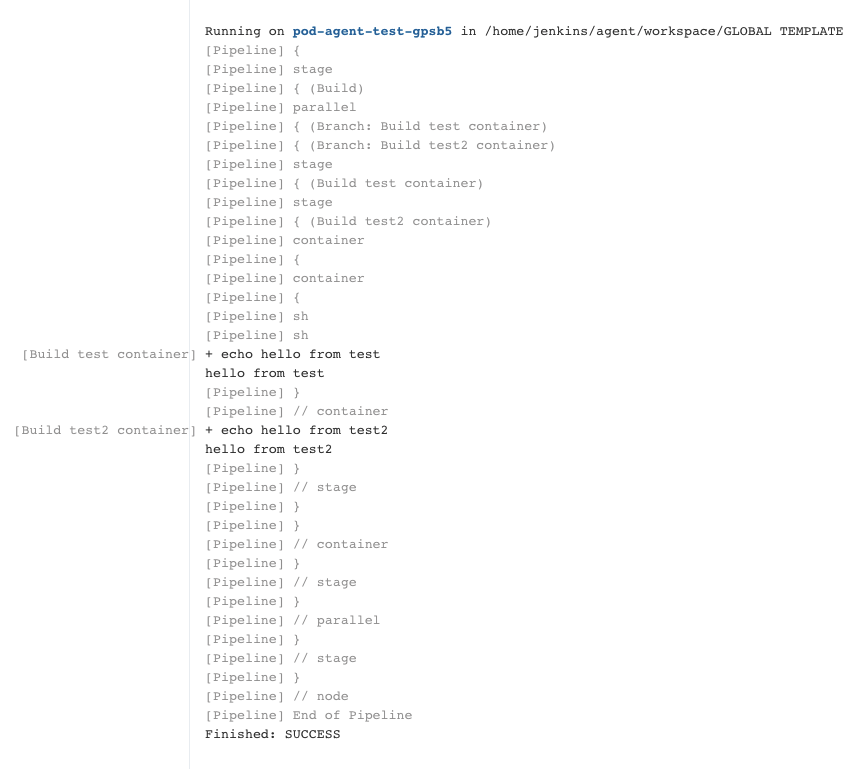 Running on pod-agent-test-gpsb5 in /home/jenkins/agent/workspace/GLOBAL TEMPLATE
[Pipeline] {
[Pipeline] stage
[Pipeline] { (Build)
[Pipeline] parallel
[Pipeline] { (Branch: Build test container)
[Pipeline] { (Branch: Build test2 container)
[Pipeline] stage
[Pipeline] { (Build test container)
[Pipeline] stage
[Pipeline] { (Build test2 container)
[Pipeline] container
[Pipeline] {
[Pipeline] container
[Pipeline] {
[Pipeline] sh
[Pipeline] sh
[Build test container] + echo hello from test
hello from test
[Pipeline] }
[Pipeline] // container
[Build test2 container] + echo hello from test2
hello from test2
[Pipeline] }
[Pipeline] // stage
[Pipeline] }
[Pipeline] }
[Pipeline] // container
[Pipeline] }
[Pipeline] // stage
[Pipeline] }
[Pipeline] // parallel
[Pipeline] }
[Pipeline] // stage
[Pipeline] }
[Pipeline] // node
[Pipeline] End of Pipeline
Finished: SUCCESS